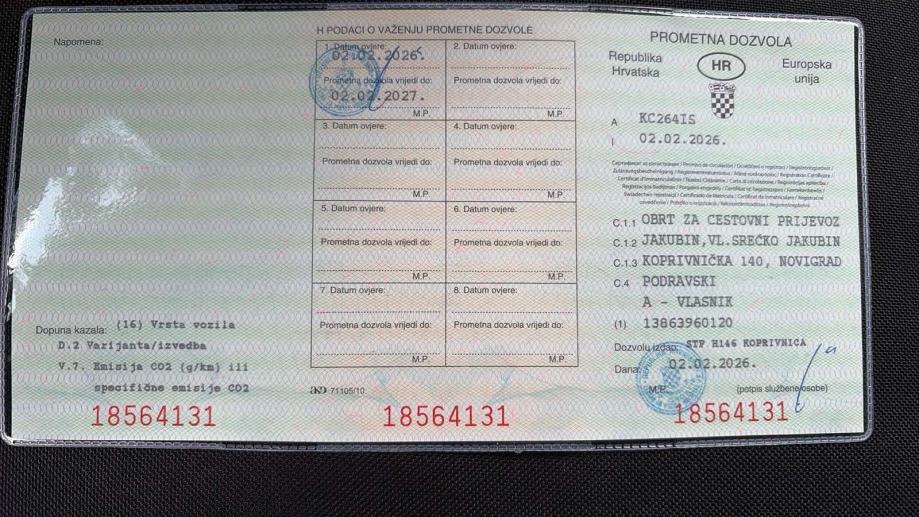 Napomena:
Dopuna kazala: (16) Vrsta vozila
D.2 Varijanta/izvedba
V.7. Emisija CO2 (g/km) ili
specifične emisije CO2
18564131
H PODACI O VAŽENJU PROMETNE DOZVOLE
1. Datum ovjere:
02.02.2026.
Prometna dozvola vrijedi do:
02.02.2027.
M.P.
2. Datum ovjere:
Prometna dozvola vrijedi do:
M.P.
3. Datum ovjere:
Prometna dozvola vrijedi do:
M.P.
4. Datum ovjere:
Prometna dozvola vrijedi do:
M.P.
5. Datum ovjere:
Prometna dozvola vrijedi do:
M.P.
6. Datum ovjere:
Prometna dozvola vrijedi do:
M.P.
7. Datum ovjere:
Prometna dozvola vrijedi do:
M.P.
8. Datum ovjere:
Prometna dozvola vrijedi do:
M.P.
71105/10
18564131
PROMETNA DOZVOLA
Republika
Hrvatska
HR
Europska
unija
A KC264IS
I 02.02.2026.
C.1.1 OBRT ZA CESTOVNI PRIJEVOZ
C.1.2 JAKUBIN,VL.SREĆKO JAKUBIN
C.1.3 KOPRIVNIČKA 140, NOVIGRAD
C.4 PODRAVSKI
A - VLASNIK
(1) 13863960120
Dozvolu izdao: STP H146 KOPRIVNICA
Dana: 02.02.2026.
M.P. (potpis službene osobe)
18564131